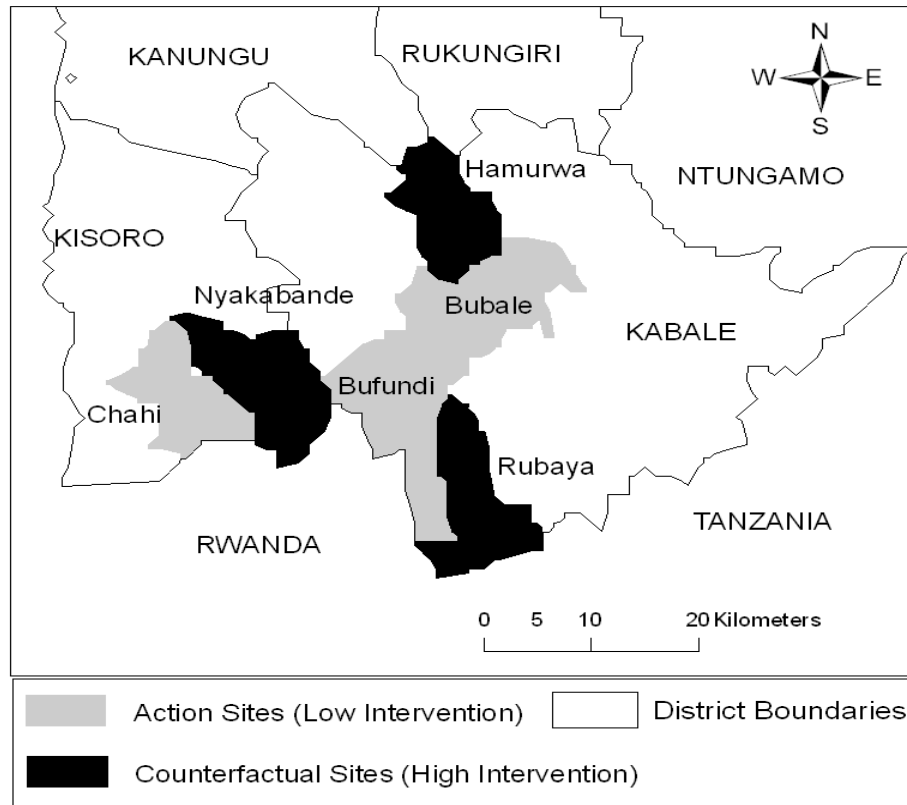 KANUNGU
RUKUNGIRI
N
W E
S
Hamurwa
NTUNGAMO
KISORO
Nyakabande
Bubale
KABALE
Chahi
Bufundi
Rubaya
RWANDA
TANZANIA
0 5 10 20 Kilometers
Action Sites (Low Intervention)
District Boundaries
Counterfactual Sites (High Intervention)